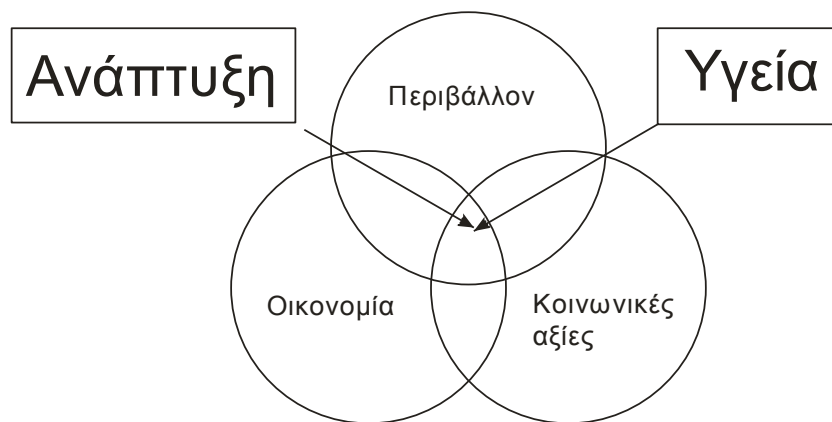 Ανάπτυξη
Υγεία
Περιβάλλον
Οικονομία
Κοινωνικές
αξίες